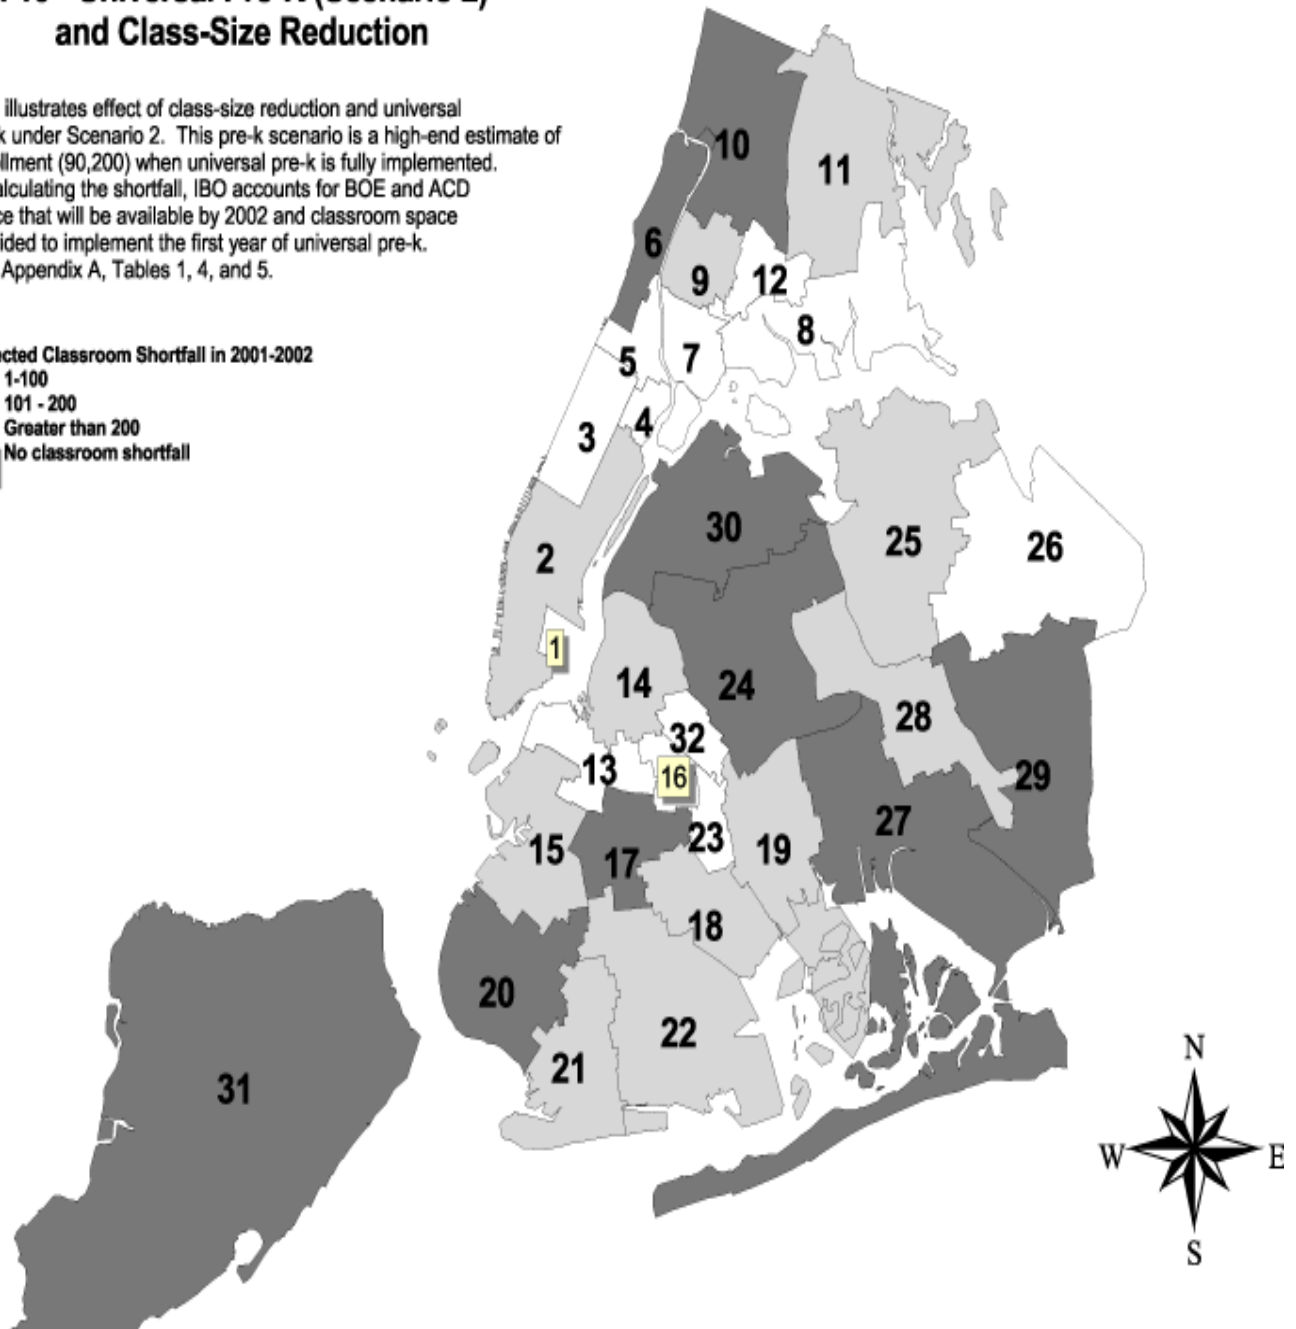 and Class-Size Reduction
illustrates effect of class-size reduction and universal
under Scenario 2. This pre-k scenario is a high-end estimate of
(90,200) when universal pre-k is fully implemented.
the shortfall, IBO accounts for BOE and ACD
that will be available by 2002 and classroom space
to implement the first year of universal pre-k.
Appendix A, Tables 1, 4, and 5.
Classroom Shortfall in 2001-2002
1-100
101 - 200
Greater than 200
No classroom shortfall
10
11
6
9
12
8
5
7
4
3
30
2
25
26
1
14
24
28
32
13
16
29
27
23
15
17
19
18
20
22
21
31
N
W
E
S